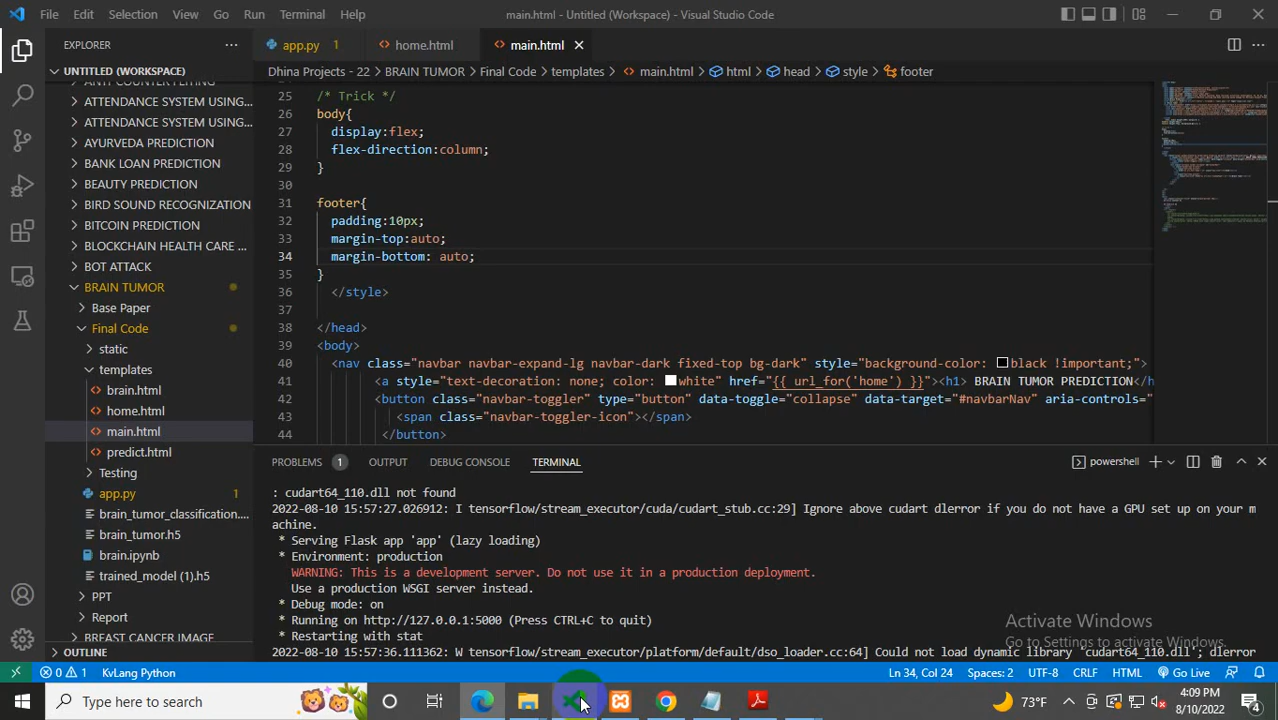 File Edit Selection View Go Run Terminal Help
main.html - Untitled (Workspace) - Visual Studio Code
EXPLORER
app.py 1
home.html
main.html
UNTITLED (WORKSPACE)
Dhina Projects - 22 > BRAIN TUMOR > Final Code > templates > main.html > html > head > style > footer
ATTENDANCE SYSTEM USING...
ATTENDANCE SYSTEM USING...
AYURVEDA PREDICTION
BANK LOAN PREDICTION
BEAUTY PREDICTION
BIRD SOUND RECOGNIZATION
BITCOIN PREDICTION
BLOCKCHAIN HEALTH CARE ...
BOT ATTACK
BRAIN TUMOR
Base Paper
Final Code
static
templates
brain.html
home.html
main.html
predict.html
Testing
app.py 1
brain_tumor_classification....
brain_tumor.h5
brain.ipynb
trained_model (1).h5
PPT
Report
BREAST CANCER IMAGE
OUTLINE
25 /* Trick */
26 body{
27 display:flex;
28 flex-direction:column;
29 }
30
31 footer{
32 padding:10px;
33 margin-top:auto;
34 margin-bottom: auto;
35 }
36 </style>
37
38 </head>
39 <body>
40 <nav class="navbar navbar-expand-lg navbar-dark fixed-top bg-dark" style="background-color: black !important;">
41 <a style="text-decoration: none; color: white" href="{{ url_for('home') }}"><h1> BRAIN TUMOR PREDICTION</h
42 <button class="navbar-toggler" type="button" data-toggle="collapse" data-target="#navbarNav" aria-controls="
43 <span class="navbar-toggler-icon"></span>
44 </button>
PROBLEMS 1 OUTPUT DEBUG CONSOLE TERMINAL
powershell
: cudart64_110.dll not found
2022-08-10 15:57:27.026912: I tensorflow/stream_executor/cuda/cudart_stub.cc:29] Ignore above cudart dlerror if you do not have a GPU set up on your m
achine.
* Serving Flask app 'app' (lazy loading)
* Environment: production
WARNING: This is a development server. Do not use it in a production deployment.
Use a production WSGI server instead.
* Debug mode: on
* Running on http://127.0.0.1:5000 (Press CTRL+C to quit)
* Restarting with stat
2022-08-10 15:57:36.111362: W tensorflow/stream_executor/platform/default/dso_loader.cc:64] Could not load dynamic library 'cudart64_110.dll'; dlerror
Activate Windows
Go to Settings to activate Windows.
0 1 KvLang Python
Ln 34, Col 24 Spaces: 2 UTF-8 CRLF HTML Go Live
Type here to search
73°F
4:09 PM
8/10/2022
4